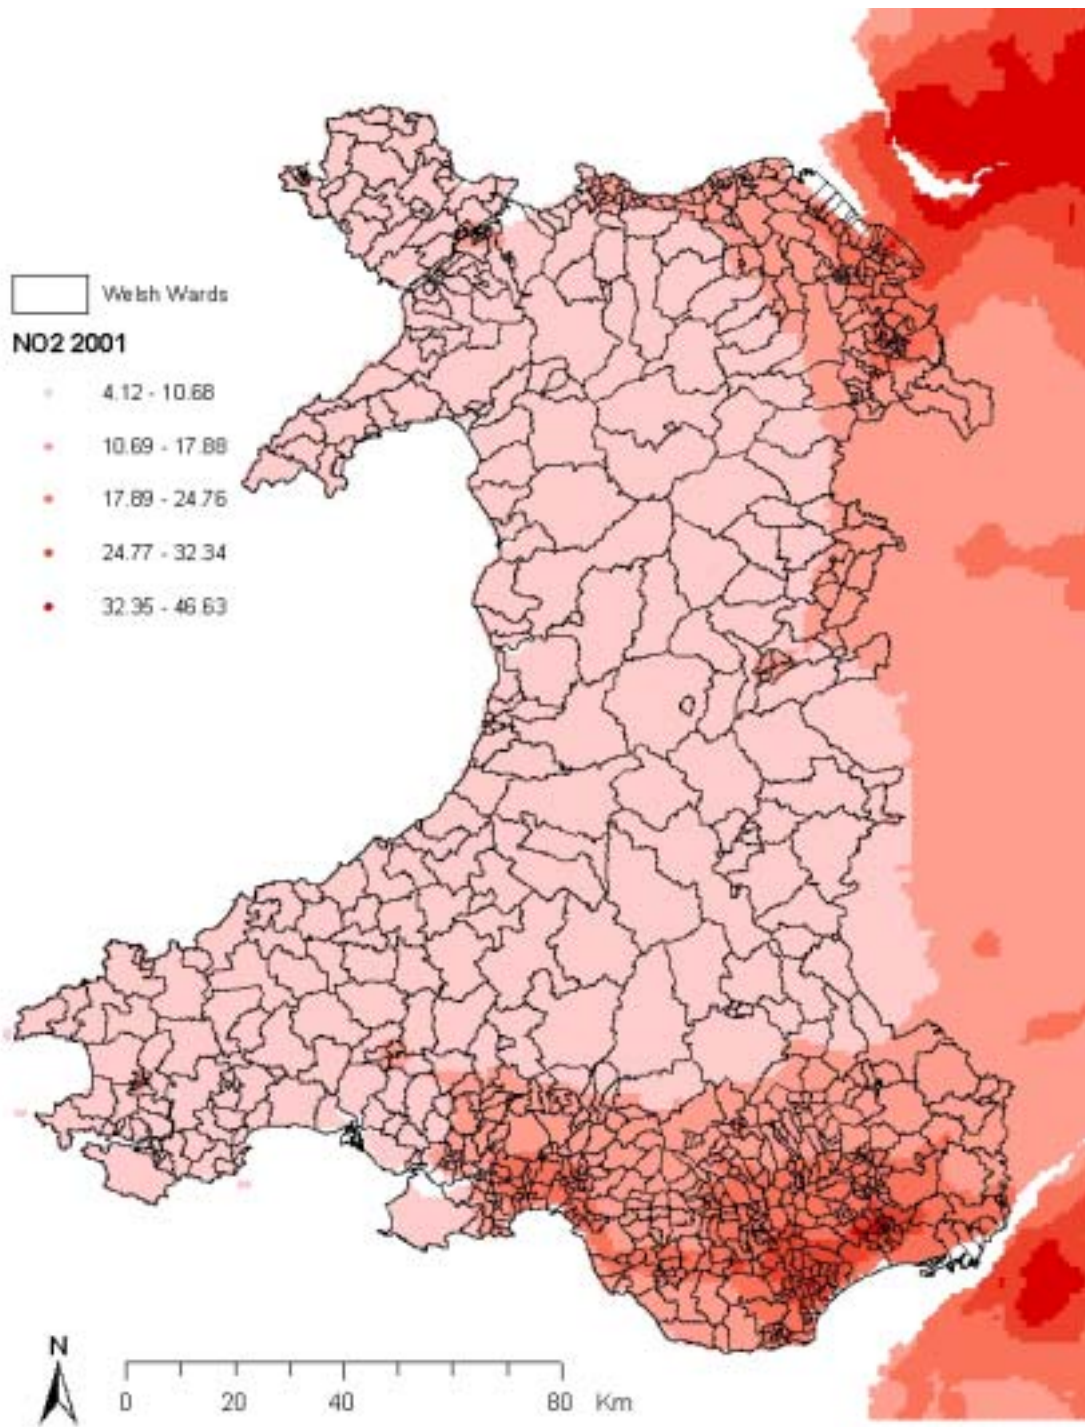 Welsh Wards
NO2 2001
4.12 - 10.68
10.69 - 17.88
17.89 - 24.76
24.77 - 32.34
32.35 - 46.63
N
0 20 40 80 Km